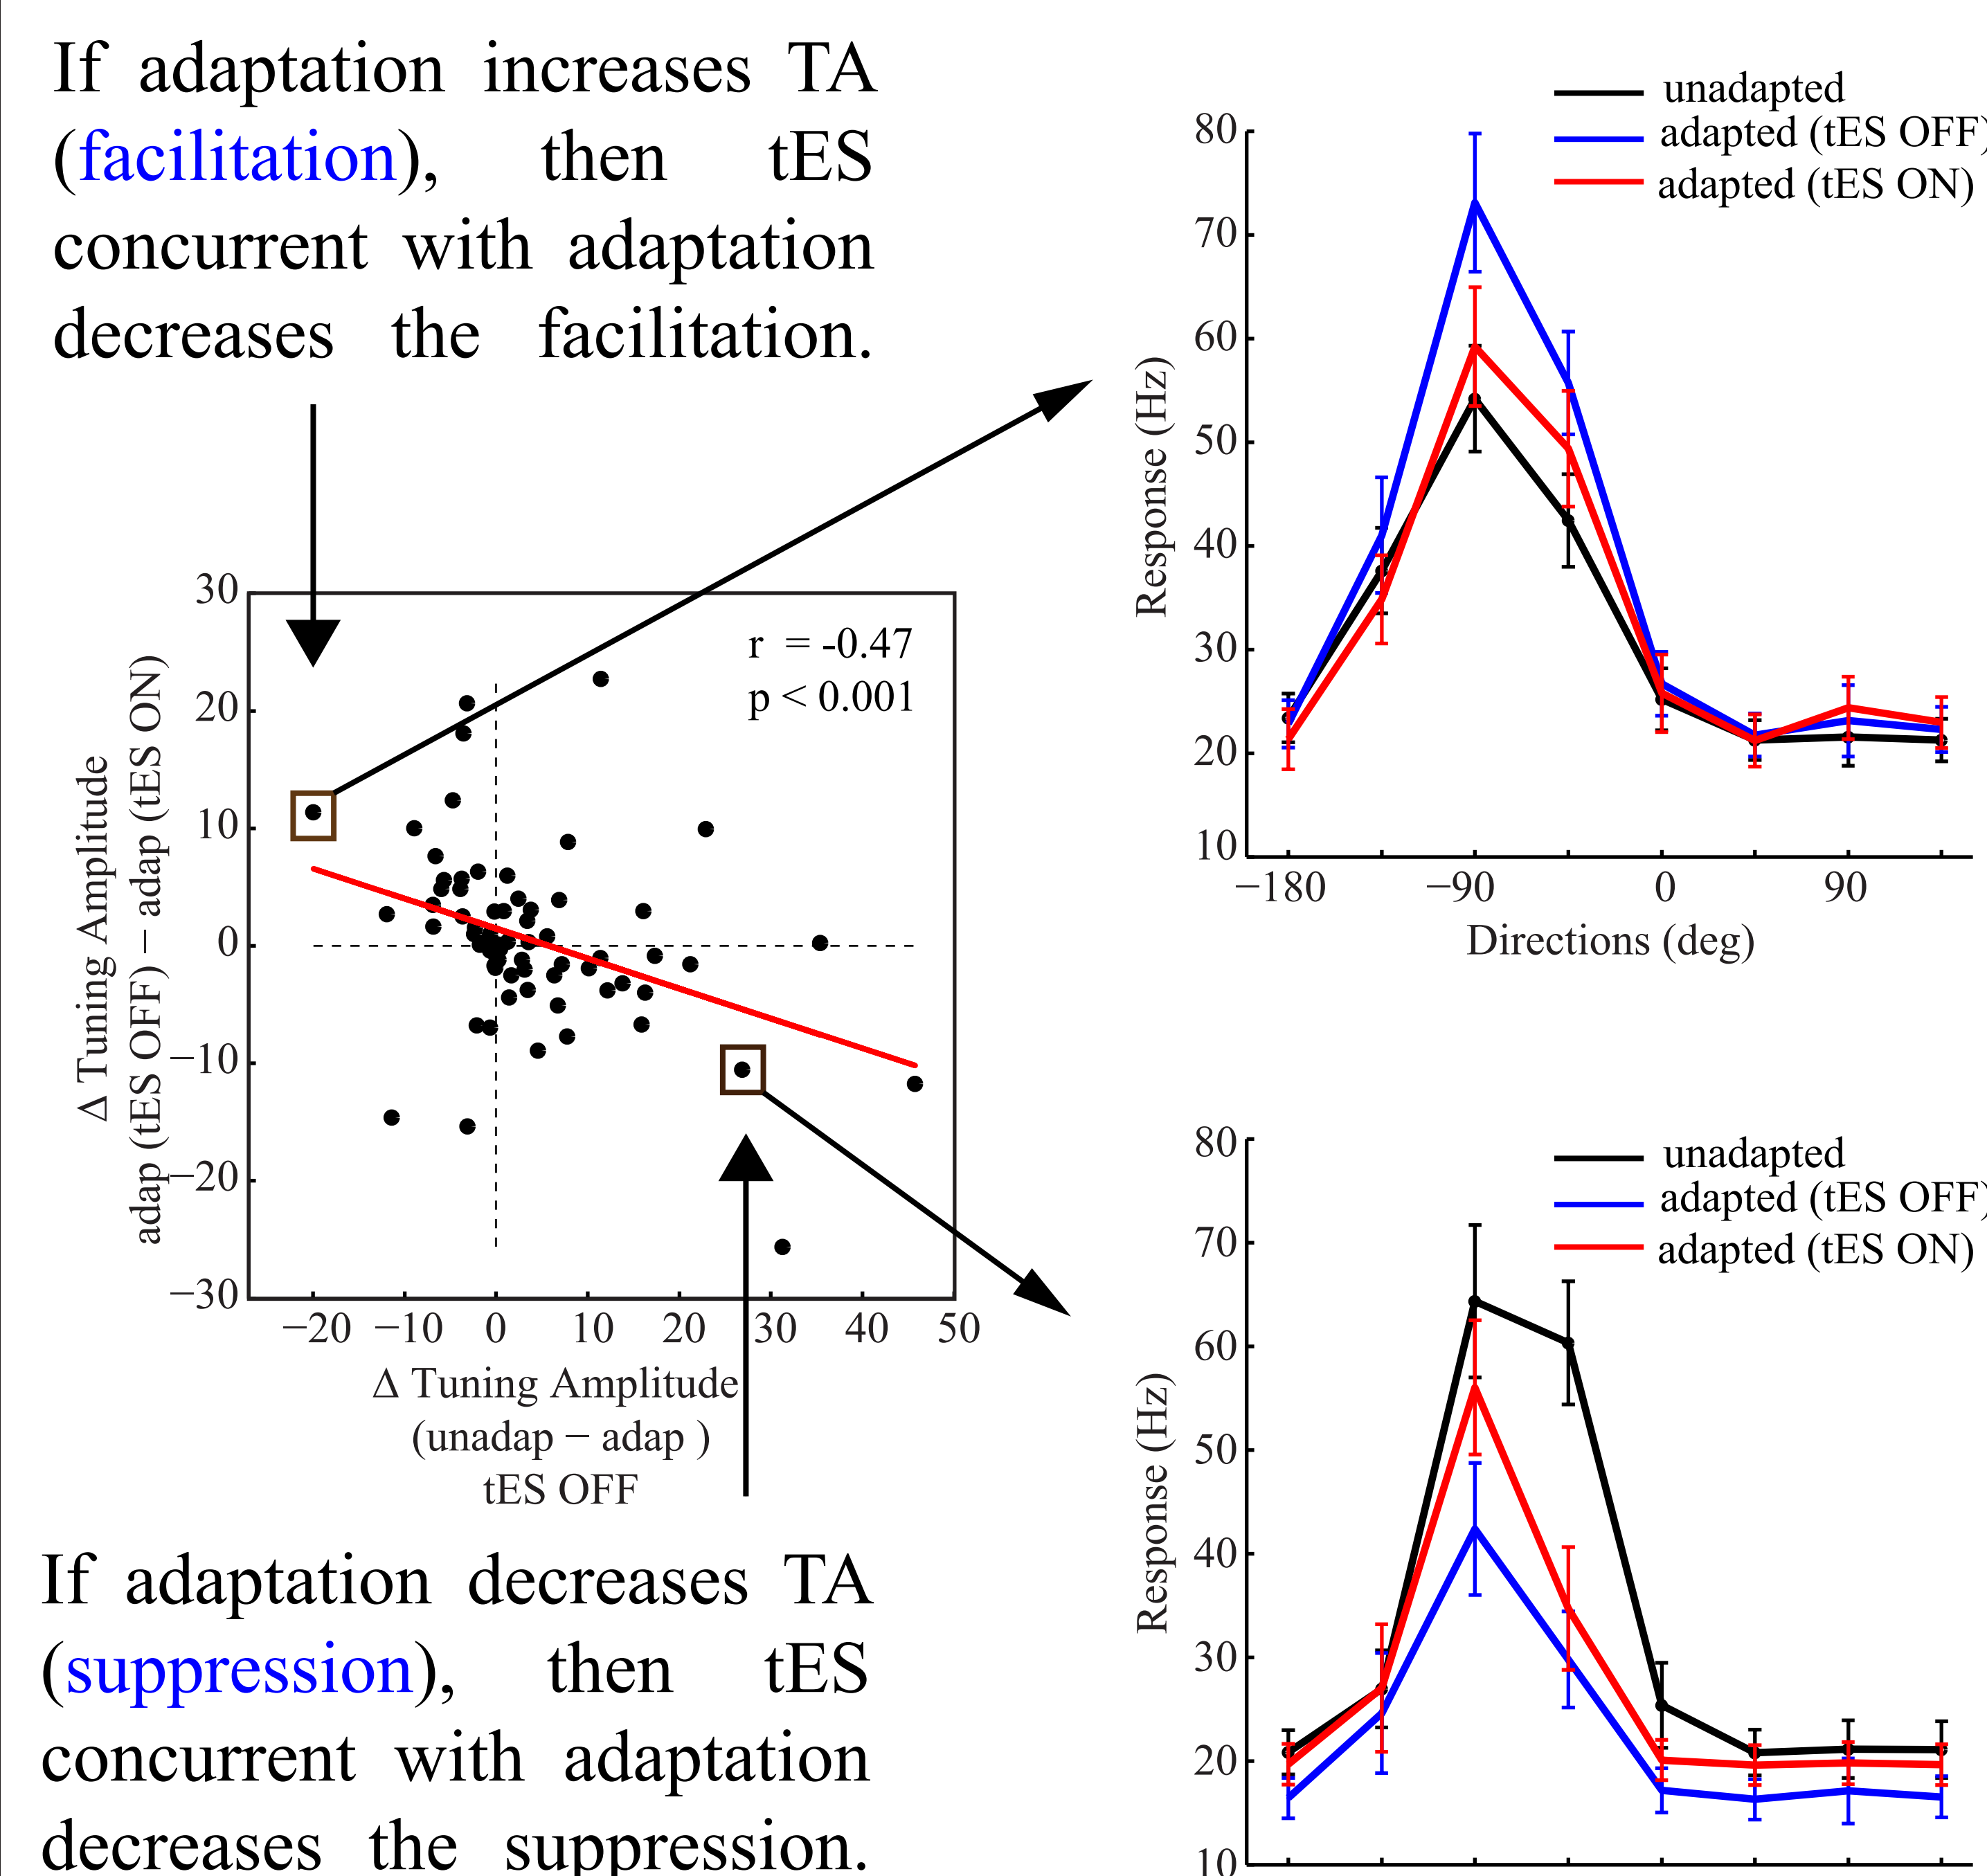 If adaptation increases TA
(facilitation), then tES
concurrent with adaptation
decreases the facilitation.
30
20
10
0
−10
−20
−30
Δ Tuning Amplitude
adap (tES OFF) − adap (tES ON)
r = -0.47
p < 0.001
−20 −10 0 10 20 30 40 50
Δ Tuning Amplitude
(unadap − adap )
tES OFF
If adaptation decreases TA
(suppression), then tES
concurrent with adaptation
decreases the suppression.
unadapted
adapted (tES OFF)
adapted (tES ON)
80
70
60
50
40
30
20
10
Response (Hz)
−180 −90 0 90
Directions (deg)
unadapted
adapted (tES OFF)
adapted (tES ON)
80
70
60
50
40
30
20
10
Response (Hz)